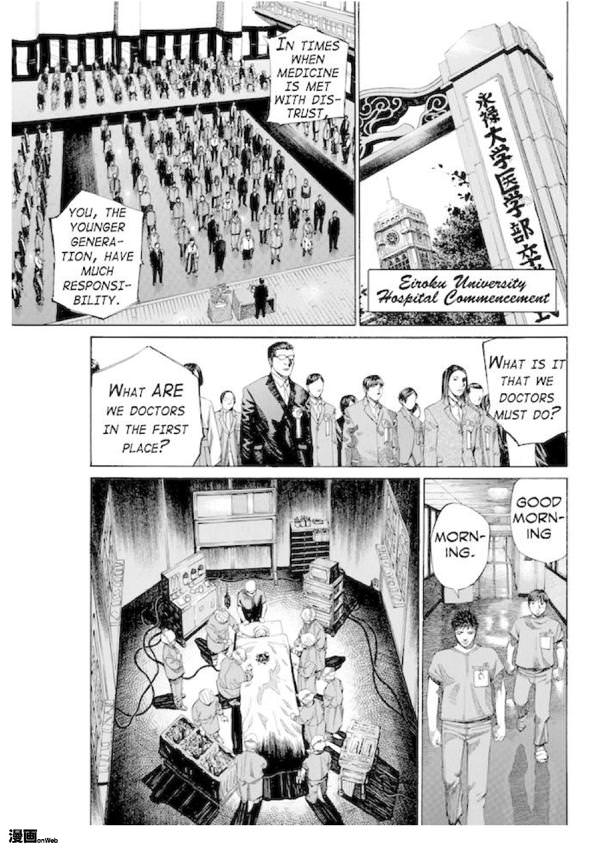 永禄大学医学部卒
Eiroku University
Hospital Commencement
IN TIMES
WHEN
MEDICINE
IS MET
WITH DIS-
TRUST,
YOU, THE
YOUNGER
GENERA-
TION, HAVE
MUCH
RESPONSI-
BILITY.
WHAT IS IT
THAT WE
DOCTORS
MUST DO?
WHAT ARE
WE DOCTORS
IN THE FIRST
PLACE?
GOOD
MORN-
ING
MORN-
ING.
漫画onWeb